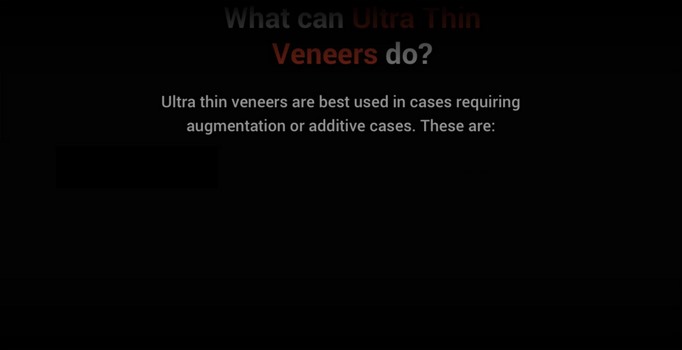 What can Ultra Thin
Veneers do?
Ultra thin veneers are best used in cases requiring
augmentation or additive cases. These are: